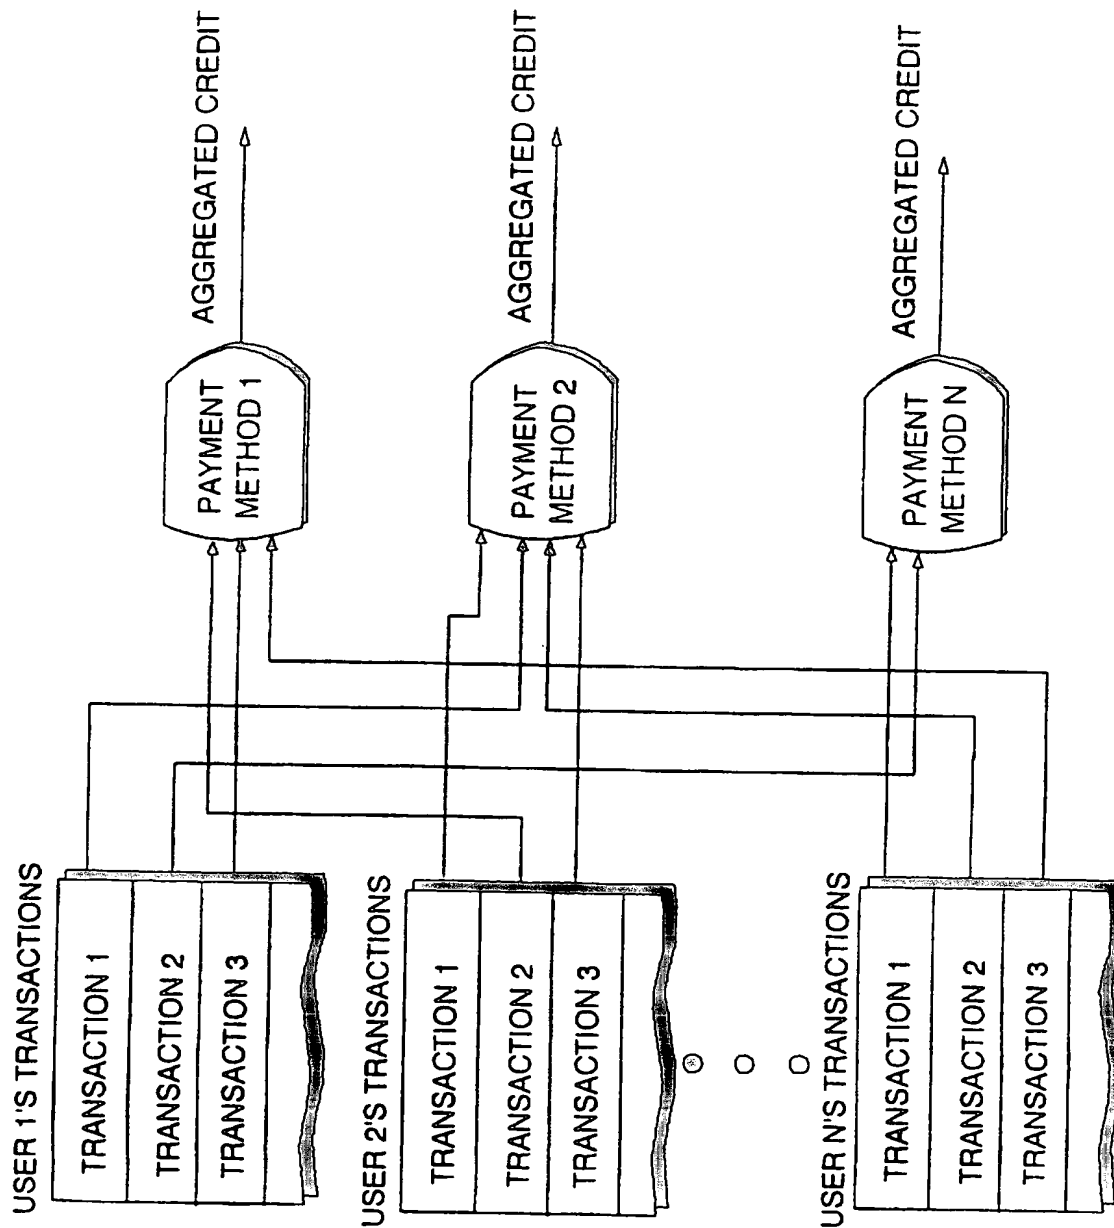 USER 1'S TRANSACTIONS
TRANSACTION 1
TRANSACTION 2
TRANSACTION 3
USER 2'S TRANSACTIONS
TRANSACTION 1
TRANSACTION 2
TRANSACTION 3
USER N'S TRANSACTIONS
TRANSACTION 1
TRANSACTION 2
TRANSACTION 3
PAYMENT
METHOD 1
PAYMENT
METHOD 2
PAYMENT
METHOD N
AGGREGATED CREDIT
AGGREGATED CREDIT
AGGREGATED CREDIT